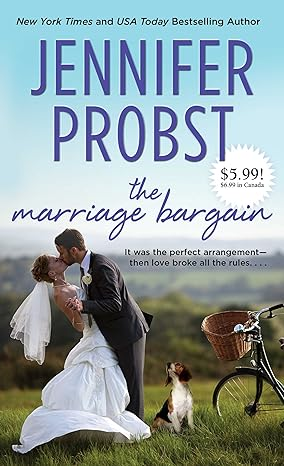 New York Times and USA Today Bestselling Author
JENNIFER
PROBST
$5.99!
$6.99 in Canada
the
marriage bargain
It was the perfect arrangement—
then love broke all the rules. . . .